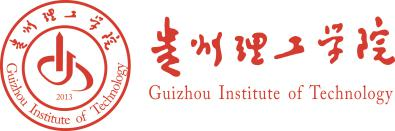 贵州理工学院
Guizhou Institute of Technology
2013
贵州理工学院
Guizhou Institute of Technology